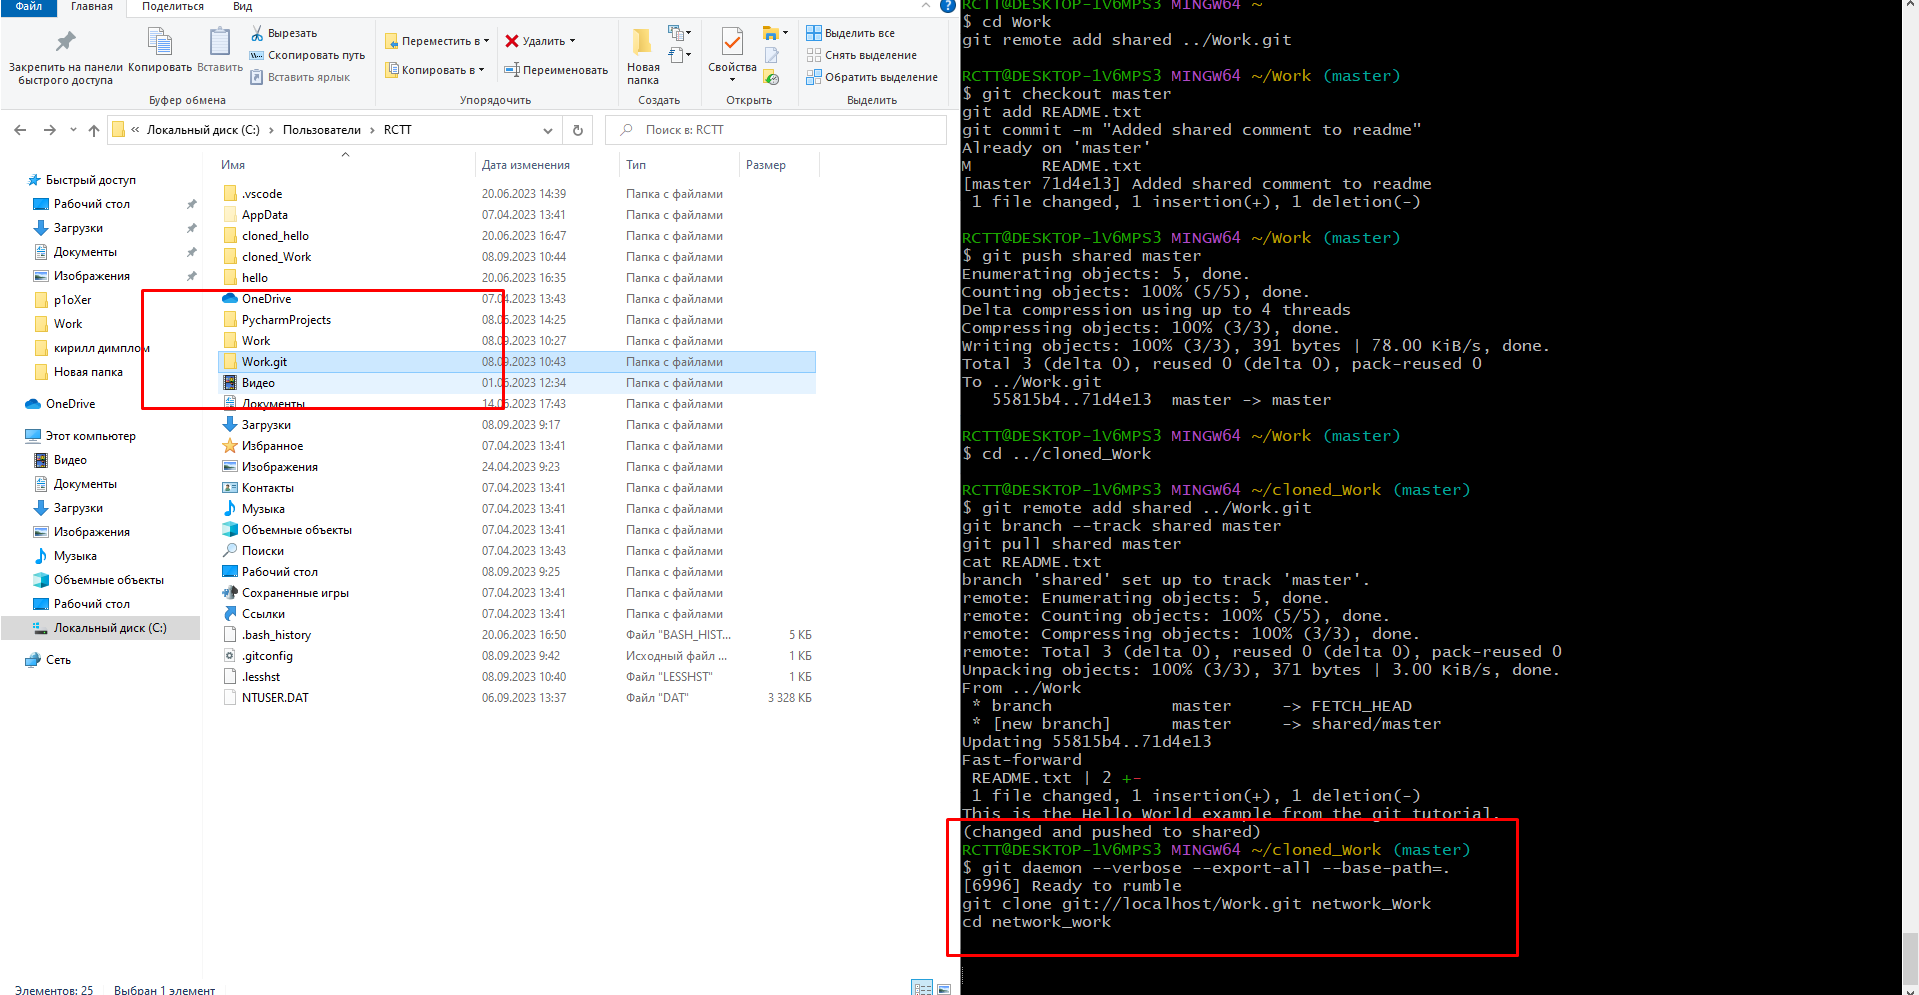 Файл Главная Поделиться Вид
Закрепить на панели быстрого доступа
Копировать
Вставить
Вырезать
Скопировать путь
Вставить ярлык
Буфер обмена
Переместить в
Копировать в
Удалить
Переименовать
Упорядочить
Новая папка
Создать
Свойства
Открыть
Выделить все
Снять выделение
Обратить выделение
Выделить
« Локальный диск (C:) › Пользователи › RCTT
Поиск в: RCTT
Быстрый доступ
Рабочий стол
Загрузки
Документы
Изображения
p1oXer
Work
кирилл димплом
Новая папка
OneDrive
Этот компьютер
Видео
Документы
Загрузки
Изображения
Музыка
Объемные объекты
Рабочий стол
Локальный диск (C:)
Сеть
Имя Дата изменения Тип Размер
.vscode 20.06.2023 14:39 Папка с файлами
AppData 07.04.2023 13:41 Папка с файлами
cloned_hello 20.06.2023 16:47 Папка с файлами
cloned_Work 08.09.2023 10:44 Папка с файлами
hello 20.06.2023 16:35 Папка с файлами
OneDrive 07.04.2023 13:43 Папка с файлами
PycharmProjects 08.06.2023 14:25 Папка с файлами
Work 08.09.2023 10:27 Папка с файлами
Work.git 08.09.2023 10:43 Папка с файлами
Видео 01.06.2023 12:34 Папка с файлами
Документы 14.06.2023 17:43 Папка с файлами
Загрузки 08.09.2023 9:17 Папка с файлами
Избранное 07.04.2023 13:41 Папка с файлами
Изображения 24.04.2023 9:23 Папка с файлами
Контакты 07.04.2023 13:41 Папка с файлами
Музыка 07.04.2023 13:41 Папка с файлами
Объемные объекты 07.04.2023 13:41 Папка с файлами
Поиски 07.04.2023 13:43 Папка с файлами
Рабочий стол 08.09.2023 9:25 Папка с файлами
Сохраненные игры 07.04.2023 13:41 Папка с файлами
Ссылки 07.04.2023 13:41 Папка с файлами
.bash_history 20.06.2023 16:50 Файл "BASH_HIST... 5 КБ
.gitconfig 08.09.2023 9:42 Исходный файл ... 1 КБ
.lesshst 08.09.2023 10:40 Файл "LESSHST" 1 КБ
NTUSER.DAT 06.09.2023 13:37 Файл "DAT" 3 328 КБ
Элементов: 25 Выбран 1 элемент
RCTT@DESKTOP-1V6MPS3 MINGW64 ~
$ cd Work
git remote add shared ../Work.git
RCTT@DESKTOP-1V6MPS3 MINGW64 ~/Work (master)
$ git checkout master
git add README.txt
git commit -m "Added shared comment to readme"
Already on 'master'
M README.txt
[master 71d4e13] Added shared comment to readme
1 file changed, 1 insertion(+), 1 deletion(-)
RCTT@DESKTOP-1V6MPS3 MINGW64 ~/Work (master)
$ git push shared master
Enumerating objects: 5, done.
Counting objects: 100% (5/5), done.
Delta compression using up to 4 threads
Compressing objects: 100% (3/3), done.
Writing objects: 100% (3/3), 391 bytes | 78.00 KiB/s, done.
Total 3 (delta 0), reused 0 (delta 0), pack-reused 0
To ../Work.git
55815b4..71d4e13 master -> master
RCTT@DESKTOP-1V6MPS3 MINGW64 ~/Work (master)
$ cd ../cloned_Work
RCTT@DESKTOP-1V6MPS3 MINGW64 ~/cloned_Work (master)
$ git remote add shared ../Work.git
git branch --track shared master
git pull shared master
cat README.txt
branch 'shared' set up to track 'master'.
remote: Enumerating objects: 5, done.
remote: Counting objects: 100% (5/5), done.
remote: Compressing objects: 100% (3/3), done.
remote: Total 3 (delta 0), reused 0 (delta 0), pack-reused 0
Unpacking objects: 100% (3/3), 371 bytes | 3.00 KiB/s, done.
From ../Work
* branch master -> FETCH_HEAD
* [new branch] master -> shared/master
Updating 55815b4..71d4e13
Fast-forward
README.txt | 2 +-
1 file changed, 1 insertion(+), 1 deletion(-)
This is the Hello World example from the git tutorial.
(changed and pushed to shared)
RCTT@DESKTOP-1V6MPS3 MINGW64 ~/cloned_Work (master)
$ git daemon --verbose --export-all --base-path=.
[6996] Ready to rumble
git clone git://localhost/Work.git network_Work
cd network_work